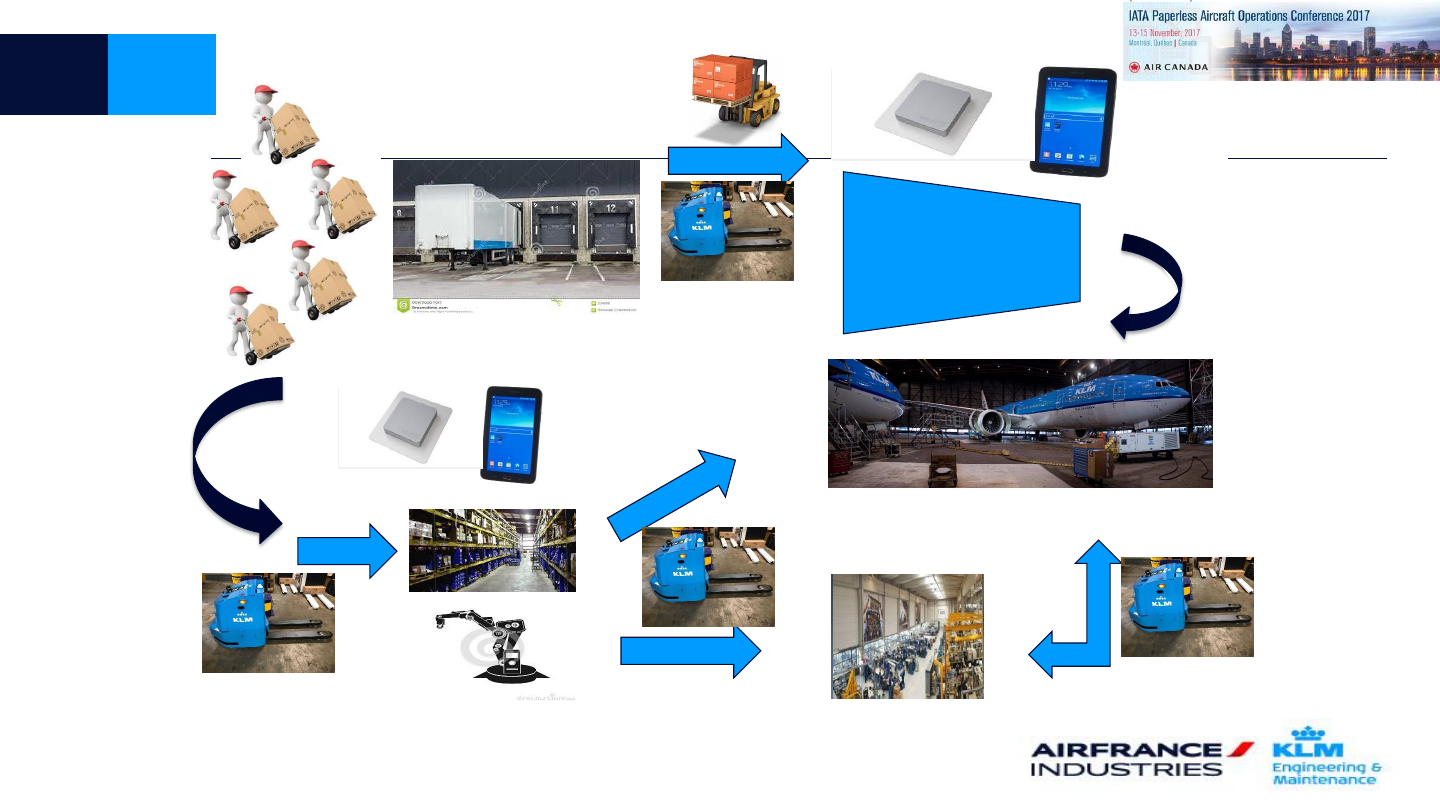 IATA Paperless Aircraft Operations Conference 2017
13-15 November, 2017
Montréal, Québec | Canada
AIR CANADA
11
12
KLM
KLM
KLM
KLM
KLM
AIRFRANCE
INDUSTRIES
KLM
Engineering &
Maintenance